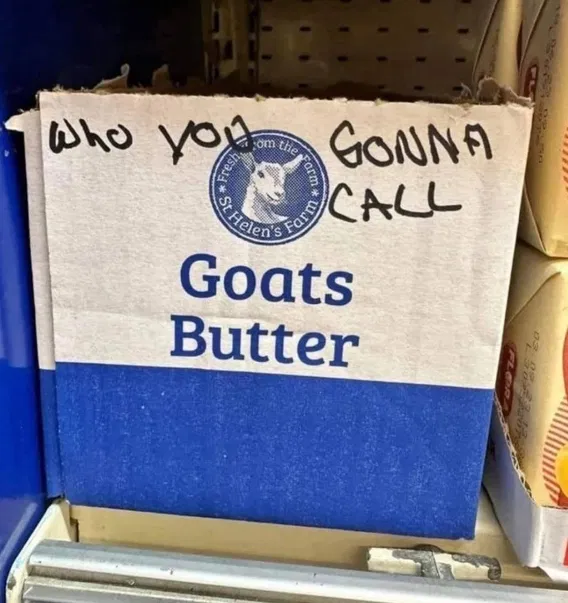 WHO YOU GONNA
CALL
Fresh from the Farm
St Helen's Farm
Goats
Butter